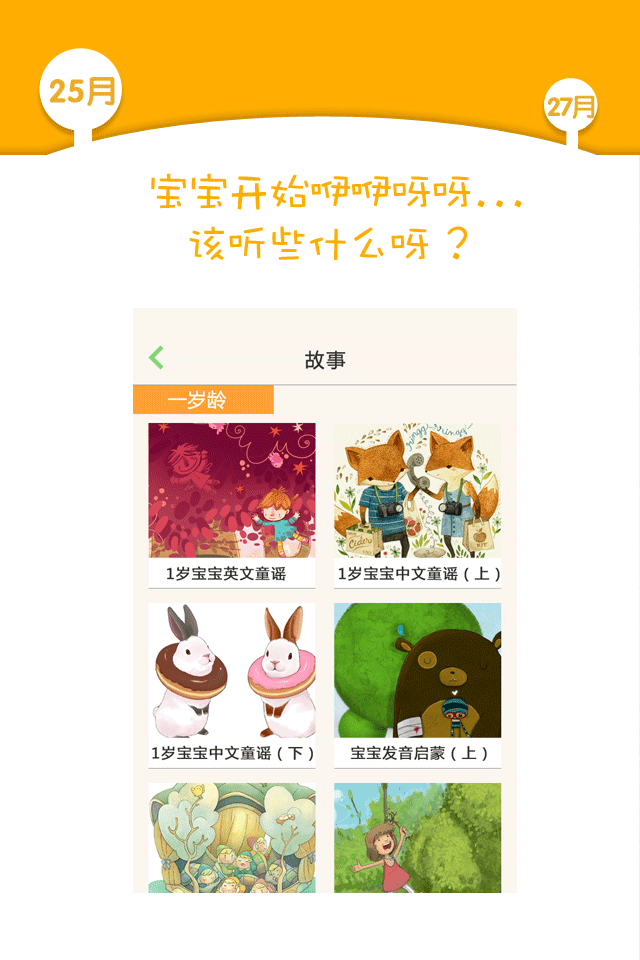 25月
27月
宝宝开始咿咿呀呀...
该听些什么呀？
故事
一岁龄
1岁宝宝英文童谣
1岁宝宝中文童谣（上）
1岁宝宝中文童谣（下）
宝宝发音启蒙（上）